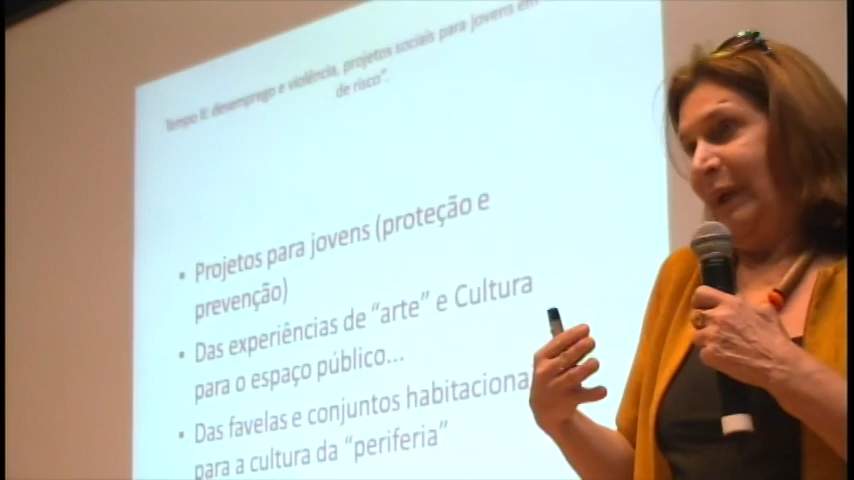 Tempo II: desemprego e violência, projetos sociais para jovens em
de risco".
• Projetos para jovens (proteção e
prevenção)
• Das experiências de "arte" e Cultura
para o espaço público...
• Das favelas e conjuntos habitaciona
para a cultura da "periferia"